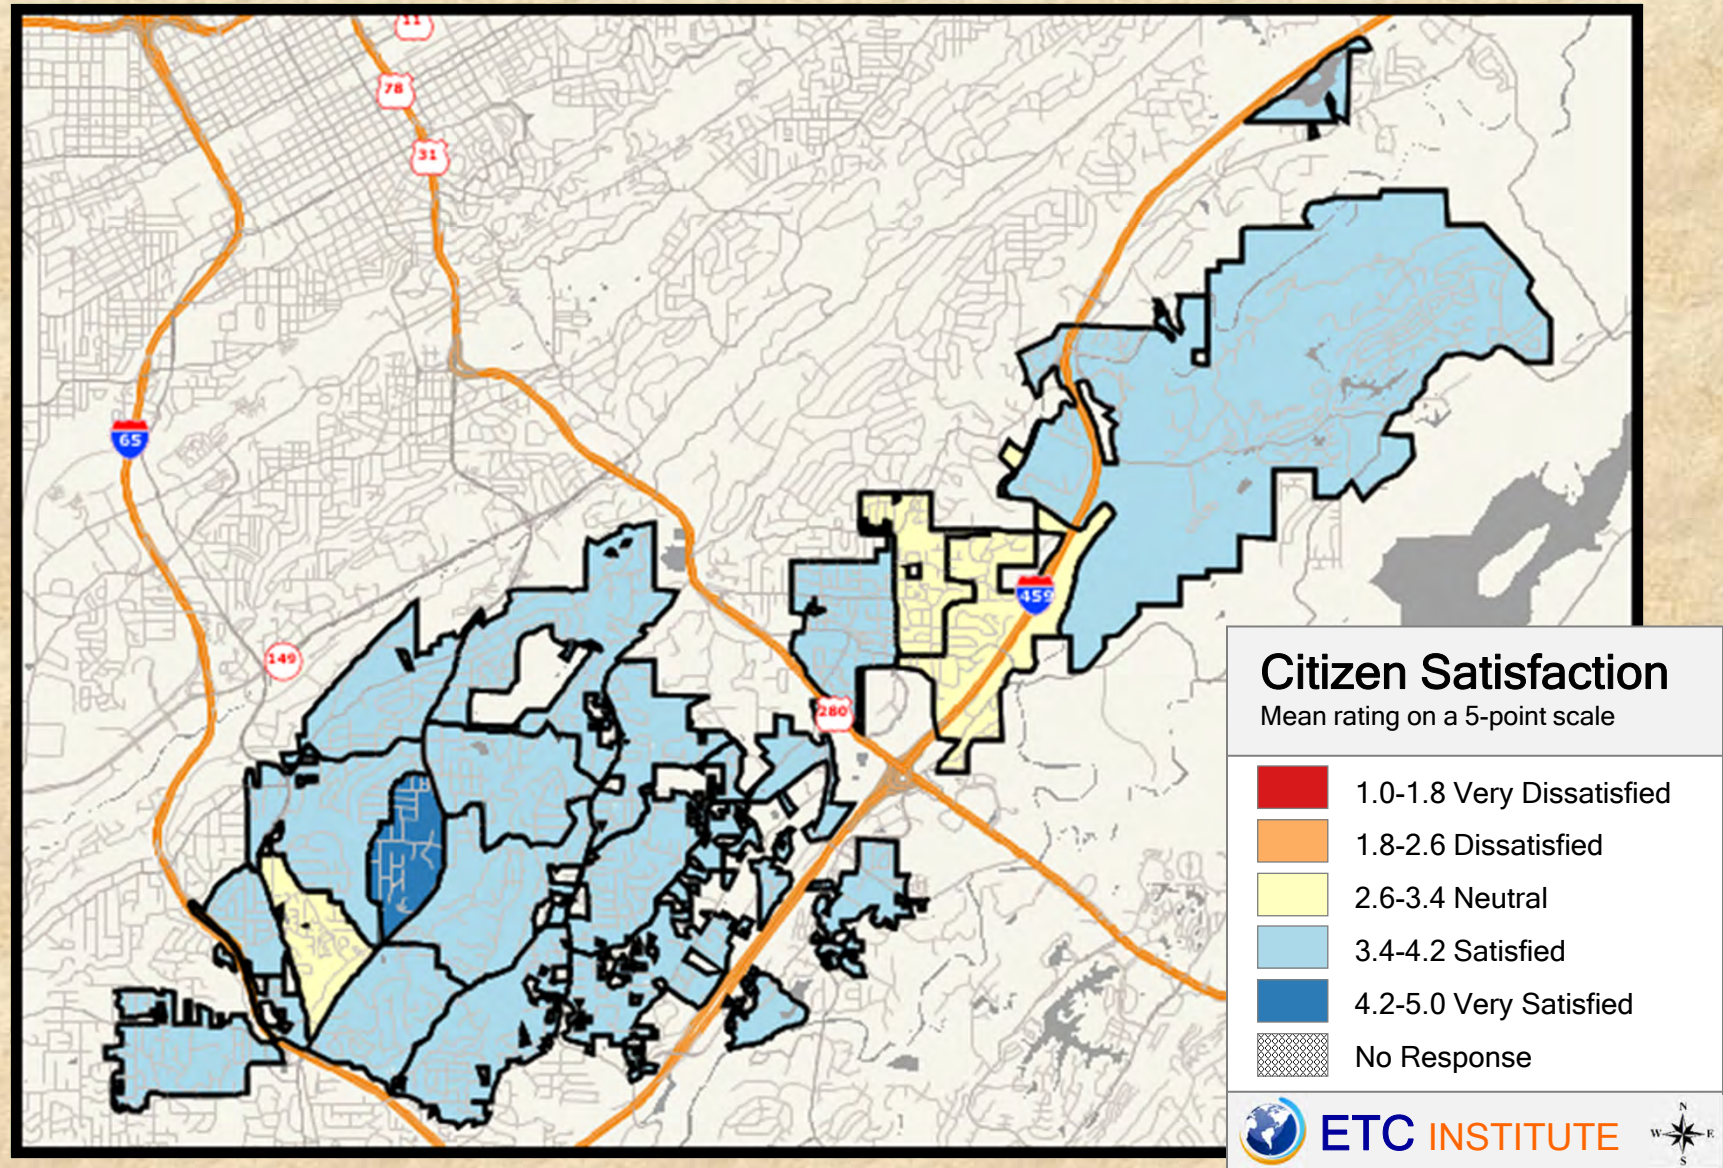 11
78
31
65
149
459
280
Citizen Satisfaction
Mean rating on a 5-point scale
1.0-1.8 Very Dissatisfied
1.8-2.6 Dissatisfied
2.6-3.4 Neutral
3.4-4.2 Satisfied
4.2-5.0 Very Satisfied
No Response
ETC INSTITUTE
N
W E
S